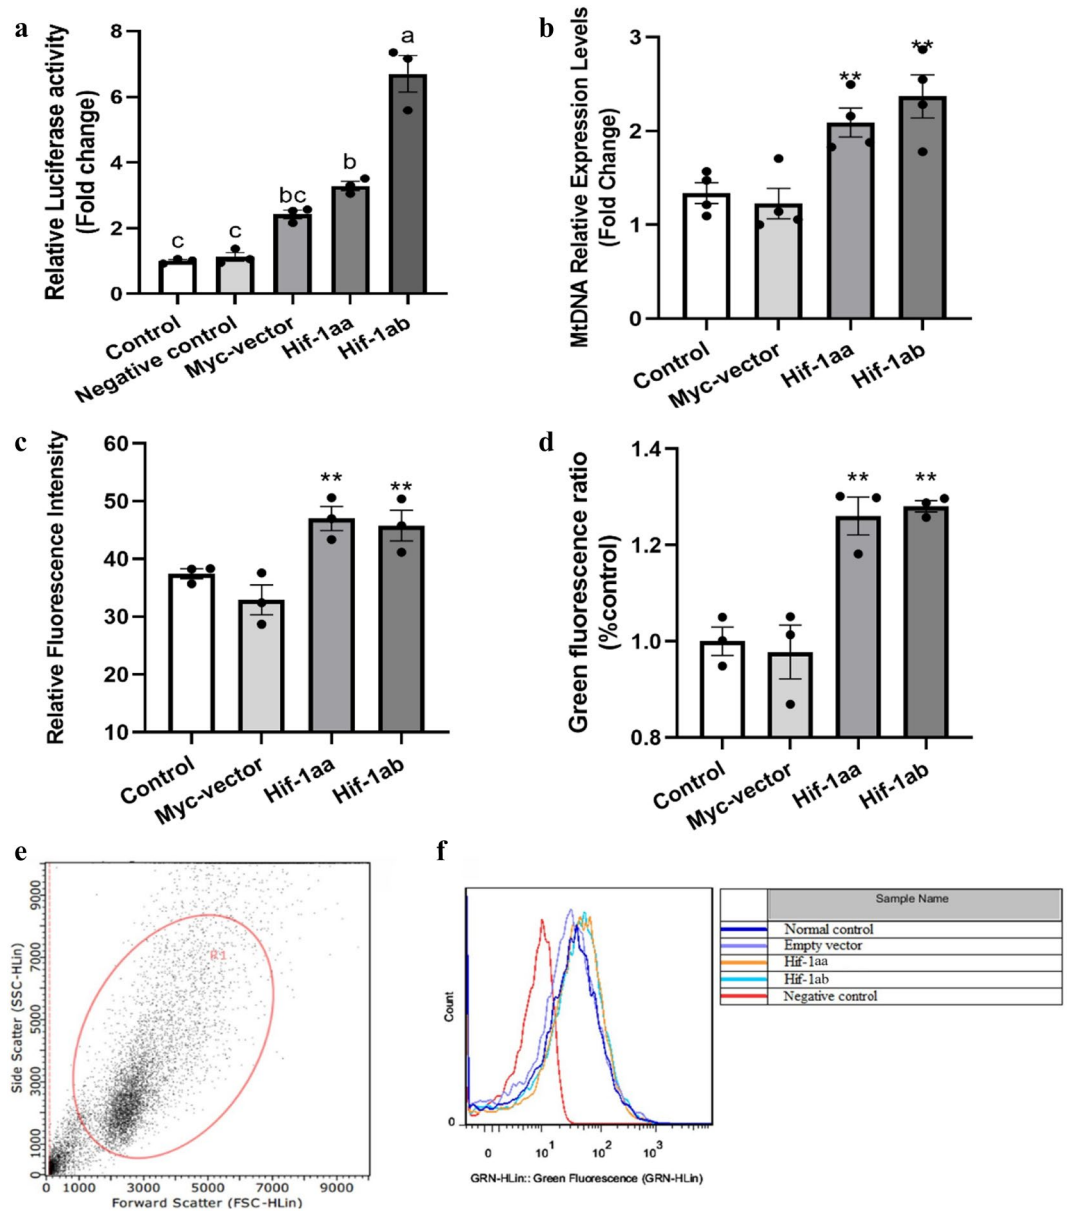 a
Relative Luciferase activity
(Fold change)
8
6
4
2
0
c
c
bc
b
a
Control
Negative control
Myc-vector
Hif-1aa
Hif-1ab
b
MtDNA Relative Expression Levels
(Fold Change)
3
2
1
0
**
**
Control
Myc-vector
Hif-1aa
Hif-1ab
c
Relative Fluorescence Intensity
60
50
40
30
20
10
**
**
Control
Myc-vector
Hif-1aa
Hif-1ab
d
Green fluorescence ratio
(%control)
1.4
1.2
1.0
0.8
**
**
Control
Myc-vector
Hif-1aa
Hif-1ab
e
Side Scatter (SSC-HLin)
9000
7000
5000
3000
1000
0
R1
0 1000 3000 5000 7000 9000
Forward Scatter (FSC-HLin)
f
Count
0
0 10¹ 10² 10³
GRN-HLin:: Green Fluorescence (GRN-HLin)
Sample Name
Normal control
Empty vector
Hif-1aa
Hif-1ab
Negative control